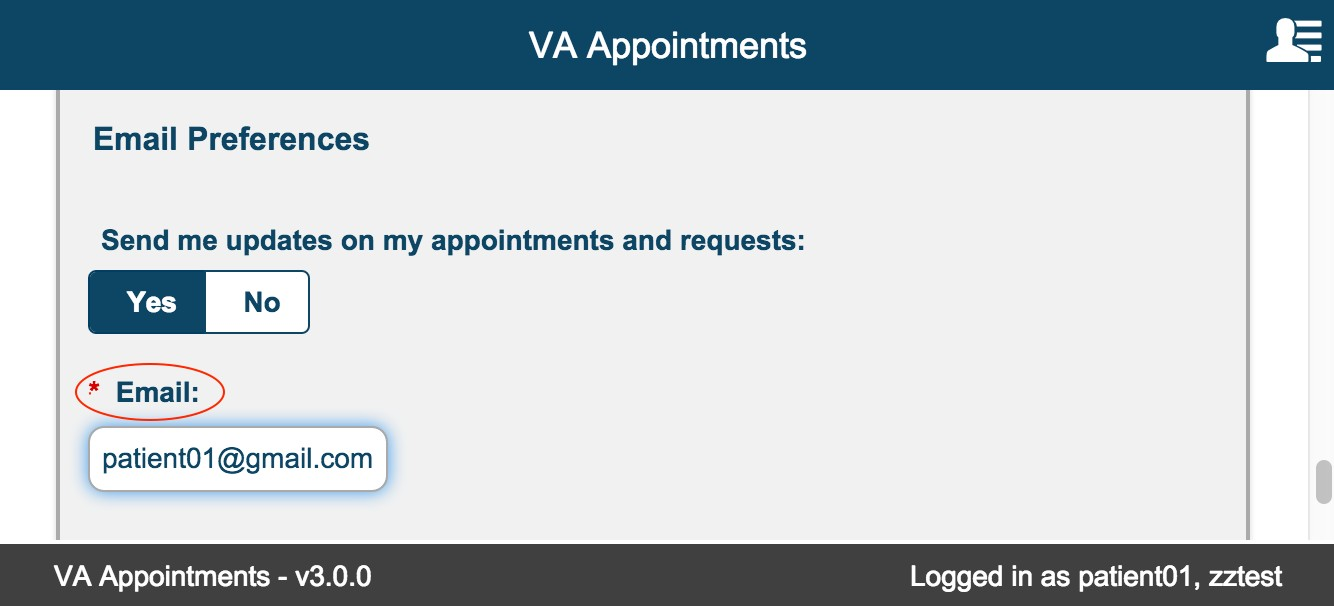 VA Appointments
Email Preferences
Send me updates on my appointments and requests:
Yes No
* Email:
patient01@gmail.com
VA Appointments - v3.0.0 Logged in as patient01, zztest